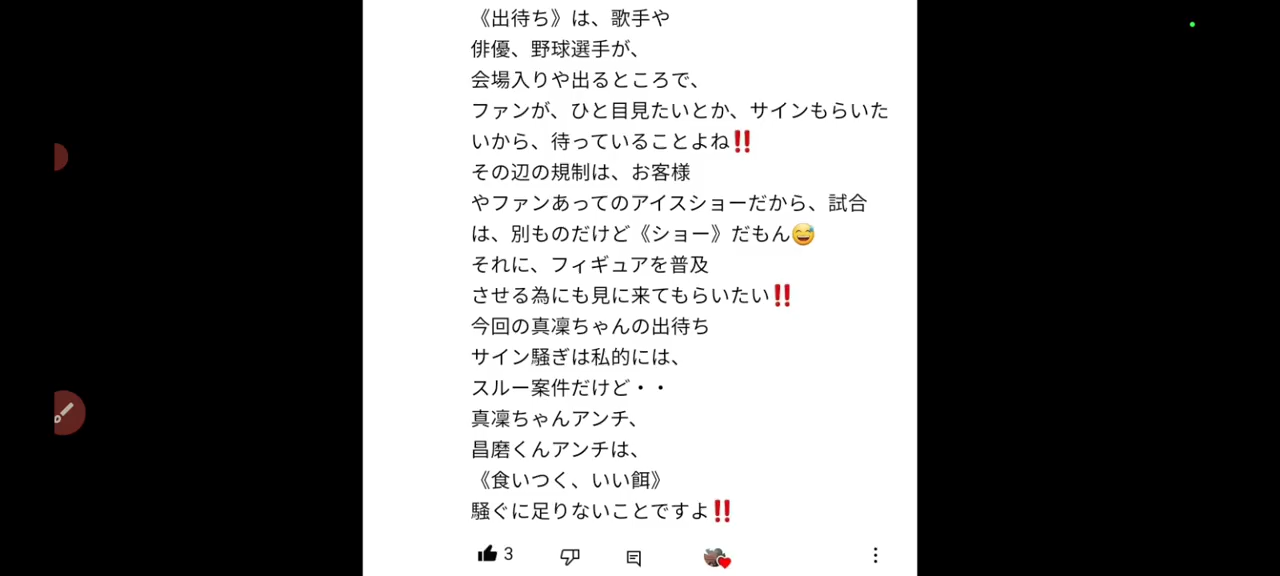 《出待ち》は、歌手や
俳優、野球選手が、
会場入りや出るところで、
ファンが、ひと目見たいとか、サインもらいた
いから、待っていることよね‼️
その辺の規制は、お客様
やファンあってのアイスショーだから、試合
は、別ものだけど《ショー》だもん😅
それに、フィギュアを普及
させる為にも見に来てもらいたい‼️
今回の真凜ちゃんの出待ち
サイン騒ぎは私的には、
スルー案件だけど・・
真凜ちゃんアンチ、
昌磨くんアンチは、
《食いつく、いい餌》
騒ぐに足りないことですよ‼️
3